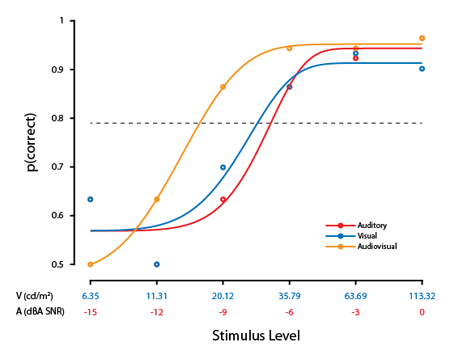 1
0.9
0.8
0.7
0.6
0.5
p(correct)
Auditory
Visual
Audiovisual
V (cd/m²) 6.35 11.31 20.12 35.79 63.69 113.32
A (dBA SNR) -15 -12 -9 -6 -3 0
Stimulus Level